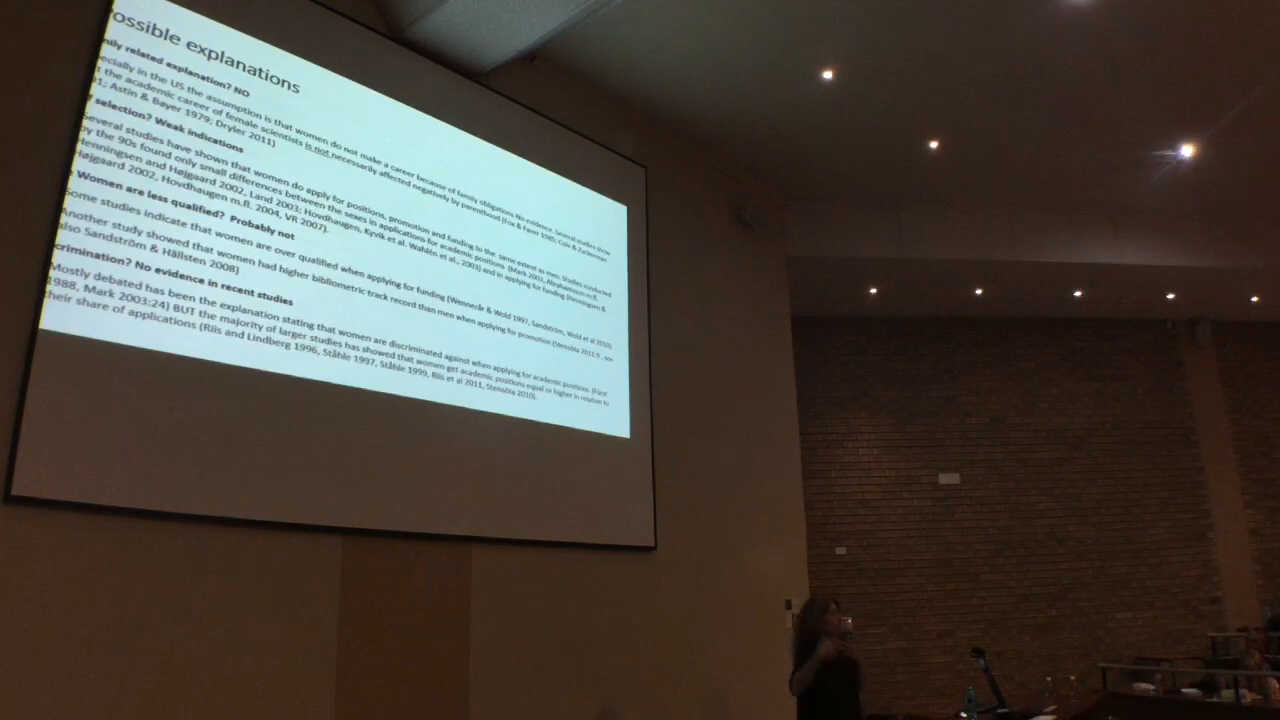 ossible explanations
nily related explanation? NO
ecially in the US the assumption is that women do not make a career because of family obligations No evidence. Several studies show
t the academic career of female scientists is not necessarily affected negatively by parenthood (Fox & Faver 1985; Cole & Zuckerman
1; Astin & Bayer 1979; Dryler 2011)
f selection? Weak indications
Several studies have shown that women do apply for positions, promotion and funding to the same extent as men. Studies conducted
by the 90s found only small differences between the sexes in applications for academic positions (Mark 2003, Abrahamsson m.fl.
Henningsen and Højgaard 2002, Land 2003; Hovdhaugen, Kyvik et al. Wahlén et al., 2003) and in applying for funding (Henningsen &
Højgaard 2002, Hovdhaugen m.fl. 2004, VR 2007).
Women are less qualified? Probably not
Some studies indicate that women are over qualified when applying for funding (Wennerår & Wold 1997, Sandström, Wold et al 2010).
Another study showed that women had higher bibliometric track record than men when applying for promotion (Stensöta 2011:9, see
also Sandström & Hällsten 2008)
crimination? No evidence in recent studies
Mostly debated has been the explanation stating that women are discriminated against when applying for academic positions. (Fürst
1988, Mark 2003:24) BUT the majority of larger studies has showed that women get academic positions equal or higher in relation to
their share of applications (Riis and Lindberg 1996, Ståhle 1997, Ståhle 1999, Riis et al 2011, Stensöta 2010).